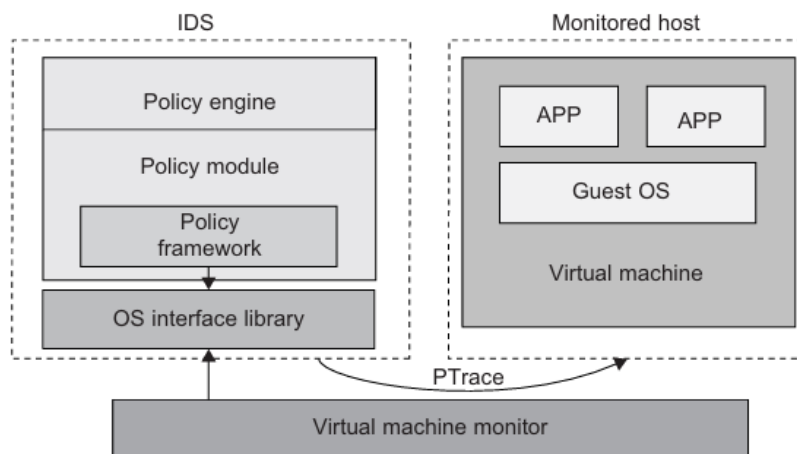 IDS
Monitored host
Policy engine
Policy module
Policy
framework
OS interface library
APP
APP
Guest OS
Virtual machine
PTrace
Virtual machine monitor